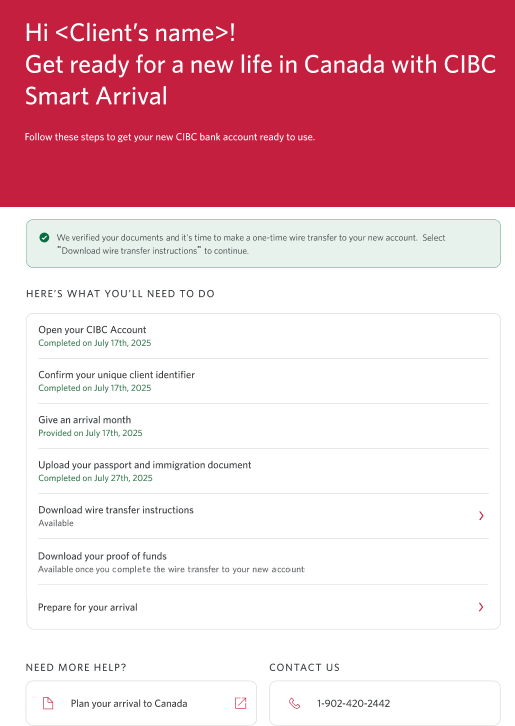 Hi <Client's name>!
Get ready for a new life in Canada with CIBC
Smart Arrival
Follow these steps to get your new CIBC bank account ready to use.
We verified your documents and it's time to make a one-time wire transfer to your new account. Select
"Download wire transfer instructions" to continue.
HERE'S WHAT YOU'LL NEED TO DO
Open your CIBC Account
Completed on July 17th, 2025
Confirm your unique client identifier
Completed on July 17th, 2025
Give an arrival month
Provided on July 17th, 2025
Upload your passport and immigration document
Completed on July 27th, 2025
Download wire transfer instructions
Available
Download your proof of funds
Available once you complete the wire transfer to your new account
Prepare for your arrival
NEED MORE HELP?
Plan your arrival to Canada
CONTACT US
1-902-420-2442